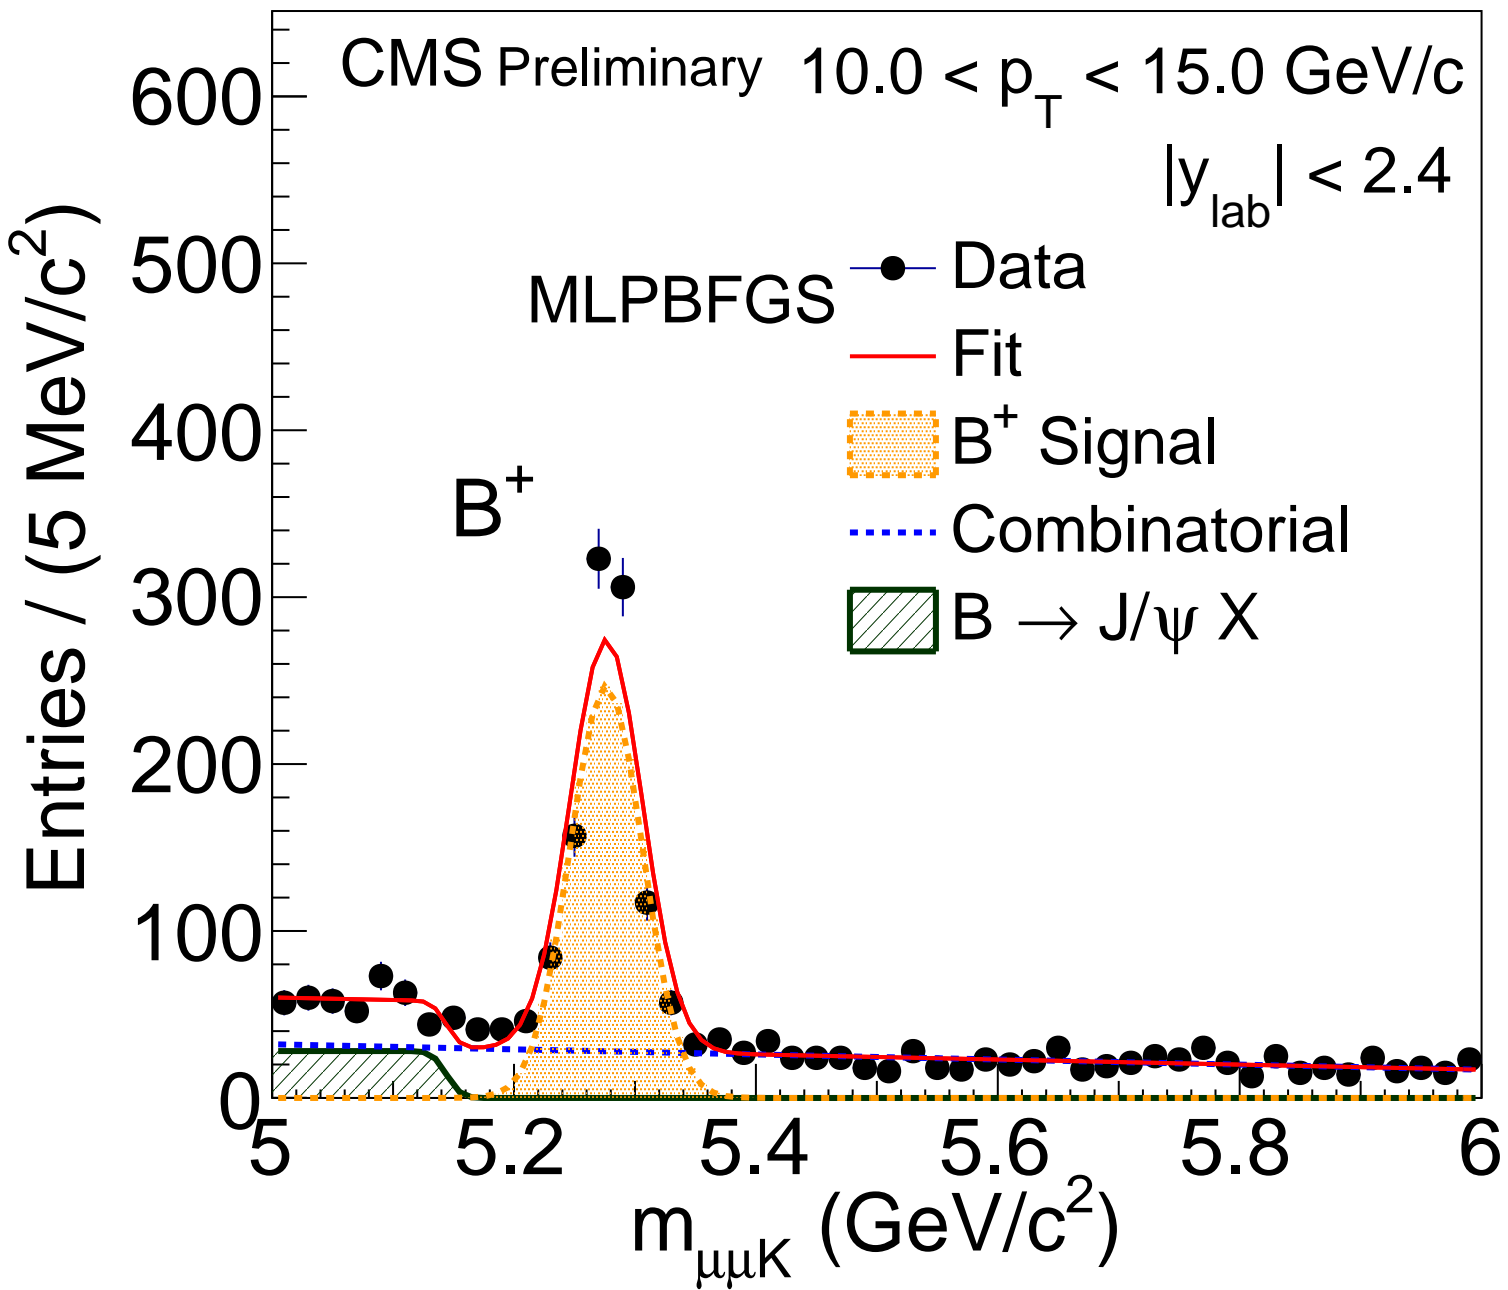 CMS Preliminary 10.0 < p_T < 15.0 GeV/c
|y_lab| < 2.4
MLPBFGS
Data
Fit
B⁺ Signal
Combinatorial
B → J/ψ X
B⁺
Entries / (5 MeV/c²)
600
500
400
300
200
100
0
5 5.2 5.4 5.6 5.8 6
m_μμK (GeV/c²)